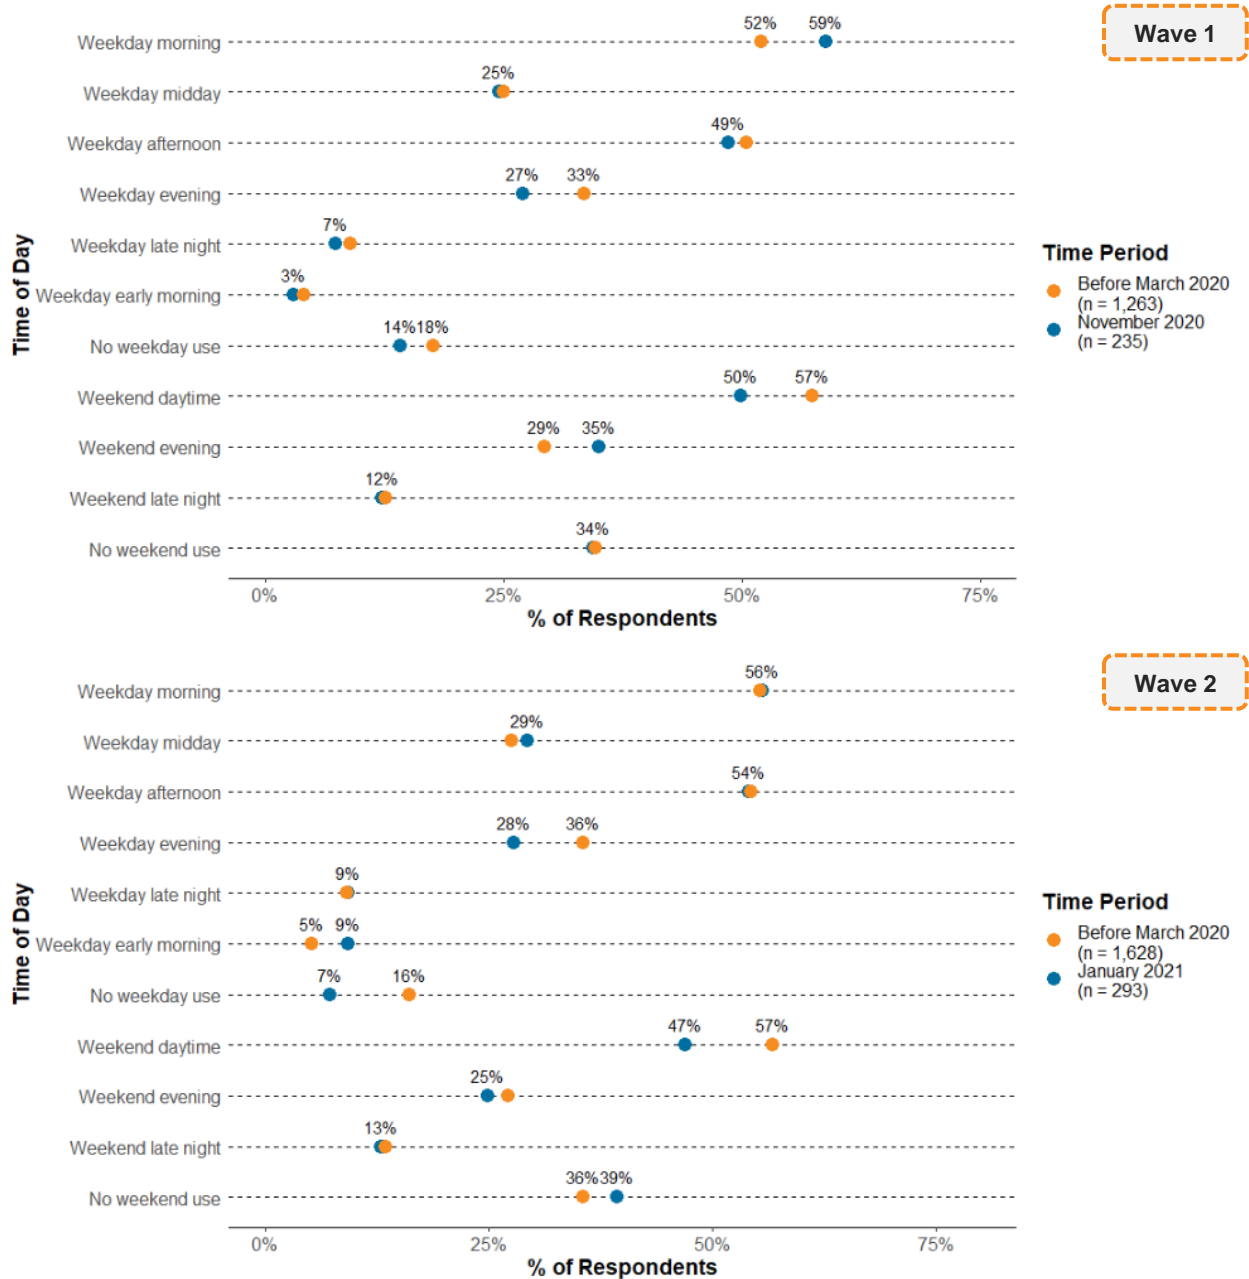 Wave 1
52% 59%
Weekday morning
25%
Weekday midday
49%
Weekday afternoon
27% 33%
Weekday evening
7%
Weekday late night
3%
Weekday early morning
14% 18%
No weekday use
50% 57%
Weekend daytime
29% 35%
Weekend evening
12%
Weekend late night
34%
No weekend use
Time of Day
0% 25% 50% 75%
% of Respondents
Time Period
Before March 2020
(n = 1,263)
November 2020
(n = 235)
Wave 2
56%
Weekday morning
29%
Weekday midday
54%
Weekday afternoon
28% 36%
Weekday evening
9%
Weekday late night
5% 9%
Weekday early morning
7% 16%
No weekday use
47% 57%
Weekend daytime
25%
Weekend evening
13%
Weekend late night
36% 39%
No weekend use
Time of Day
0% 25% 50% 75%
% of Respondents
Time Period
Before March 2020
(n = 1,628)
January 2021
(n = 293)